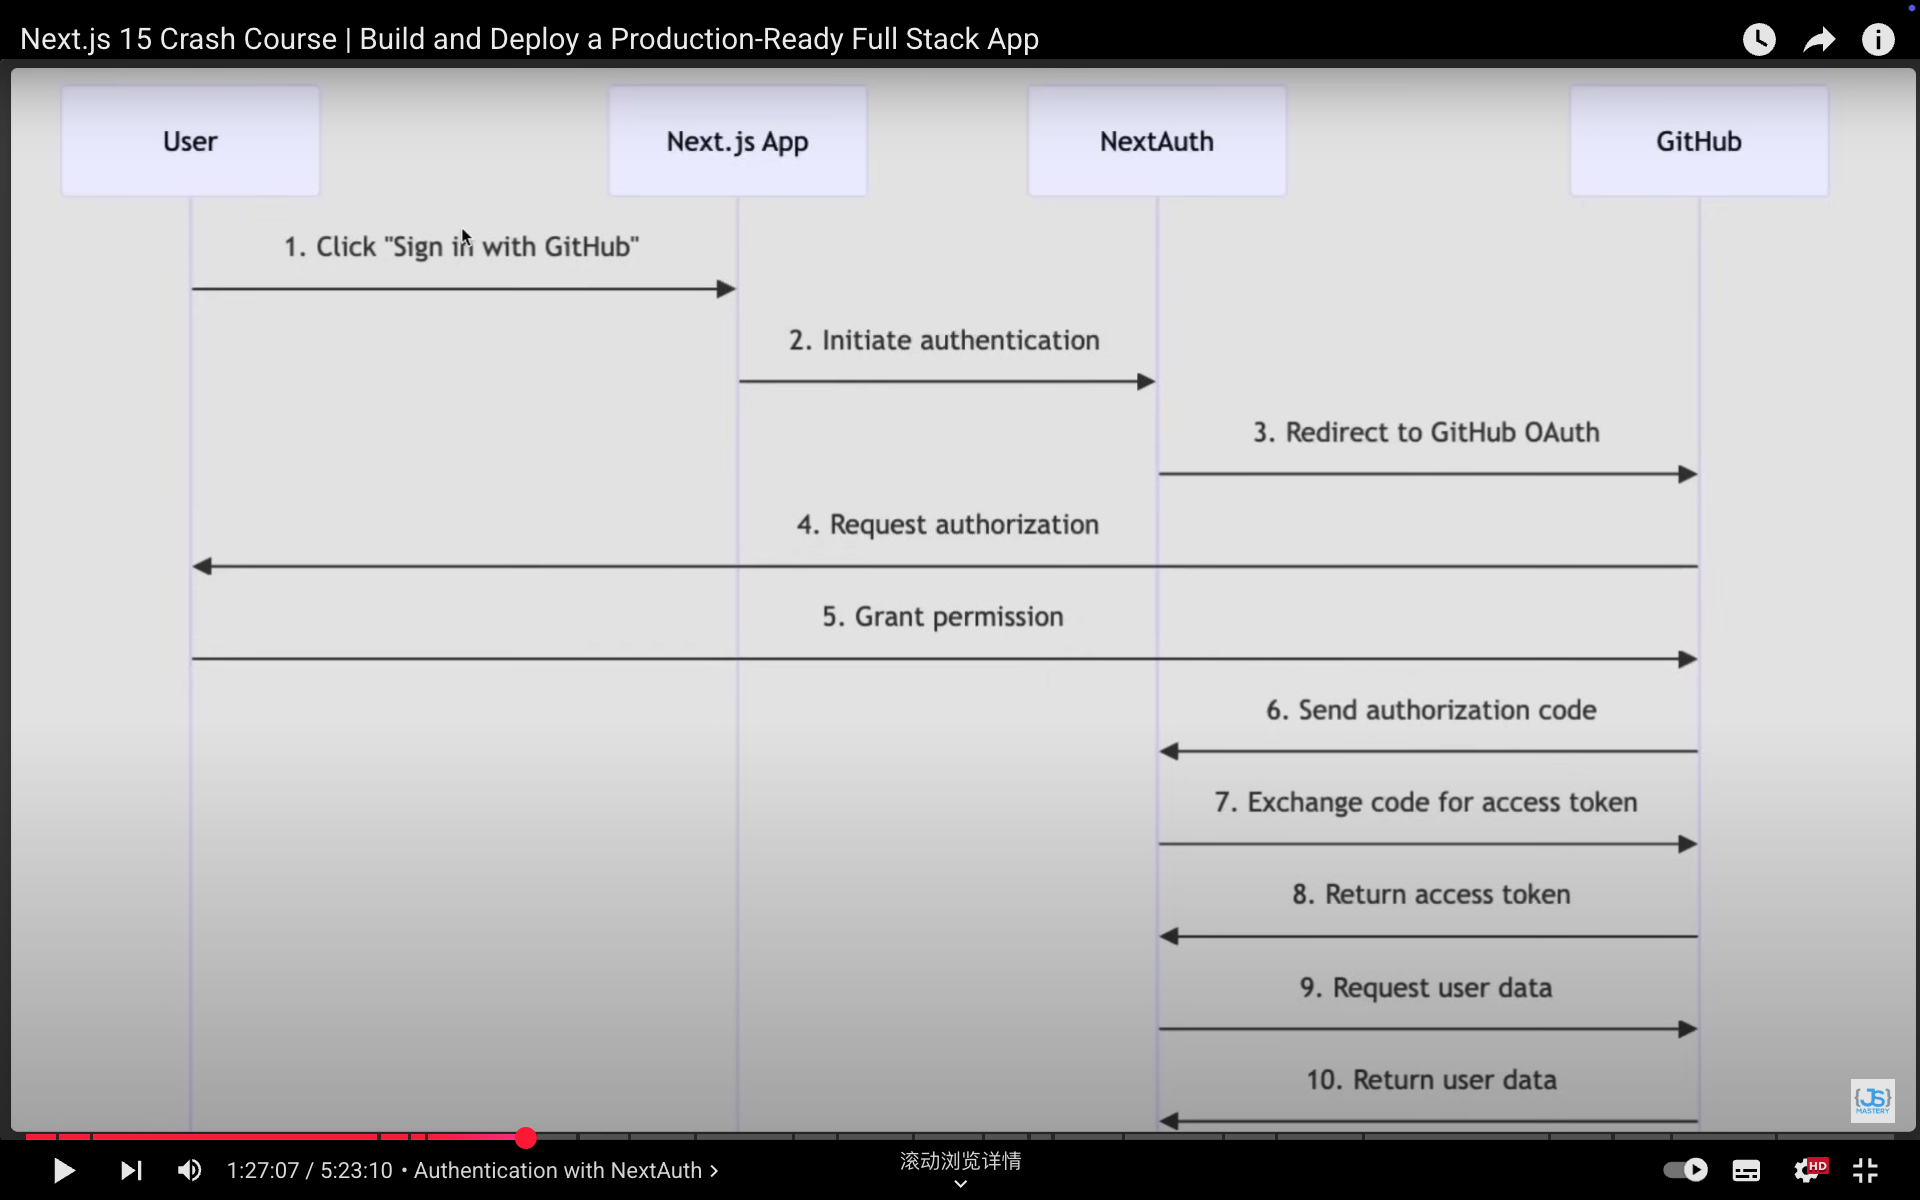 Next.js 15 Crash Course | Build and Deploy a Production-Ready Full Stack App
User
Next.js App
NextAuth
GitHub
1. Click "Sign in with GitHub"
2. Initiate authentication
3. Redirect to GitHub OAuth
4. Request authorization
5. Grant permission
6. Send authorization code
7. Exchange code for access token
8. Return access token
9. Request user data
10. Return user data
{JS}
MASTERY
1:27:07 / 5:23:10 • Authentication with NextAuth >
滚动浏览详情
HD